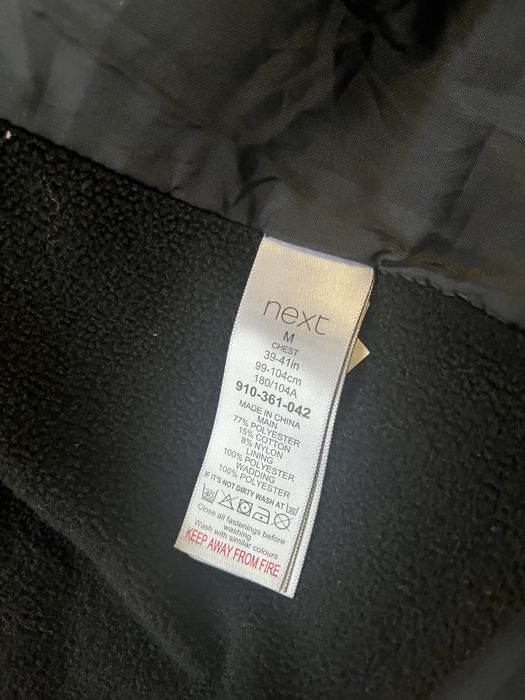 next
M
CHEST
39-41in
99-104cm
180/104A
910-361-042
MADE IN CHINA
MAIN
77% POLYESTER
15% COTTON
8% NYLON
LINING
100% POLYESTER
WADDING
100% POLYESTER
IF IT'S NOT DIRTY WASH AT 30
40
Close all fastenings before
washing
Wash with similar colours
KEEP AWAY FROM FIRE